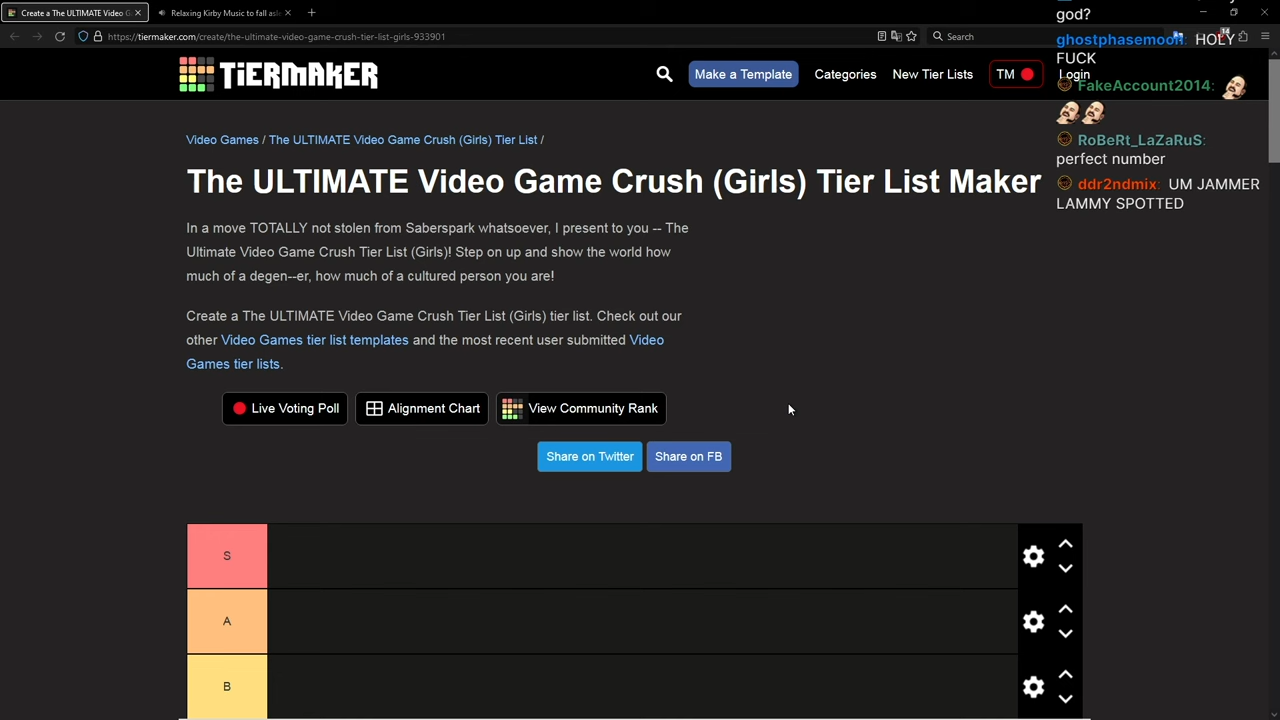 Create a The ULTIMATE Video G
Relaxing Kirby Music to fall asle
https://tiermaker.com/create/the-ultimate-video-game-crush-tier-list-girls-933901
Search
14
god?
ghostphasemoon: HOLY
FUCK
FakeAccount2014:
RoBeRt_LaZaRuS:
perfect number
ddr2ndmix: UM JAMMER
LAMMY SPOTTED
TiERMAKER
Make a Template
Categories
New Tier Lists
TM
Login
Video Games / The ULTIMATE Video Game Crush (Girls) Tier List /
The ULTIMATE Video Game Crush (Girls) Tier List Maker
In a move TOTALLY not stolen from Saberspark whatsoever, I present to you -- The
Ultimate Video Game Crush Tier List (Girls)! Step on up and show the world how
much of a degen--er, how much of a cultured person you are!
Create a The ULTIMATE Video Game Crush Tier List (Girls) tier list. Check out our
other Video Games tier list templates and the most recent user submitted Video
Games tier lists.
Live Voting Poll
Alignment Chart
View Community Rank
Share on Twitter
Share on FB
S
A
B